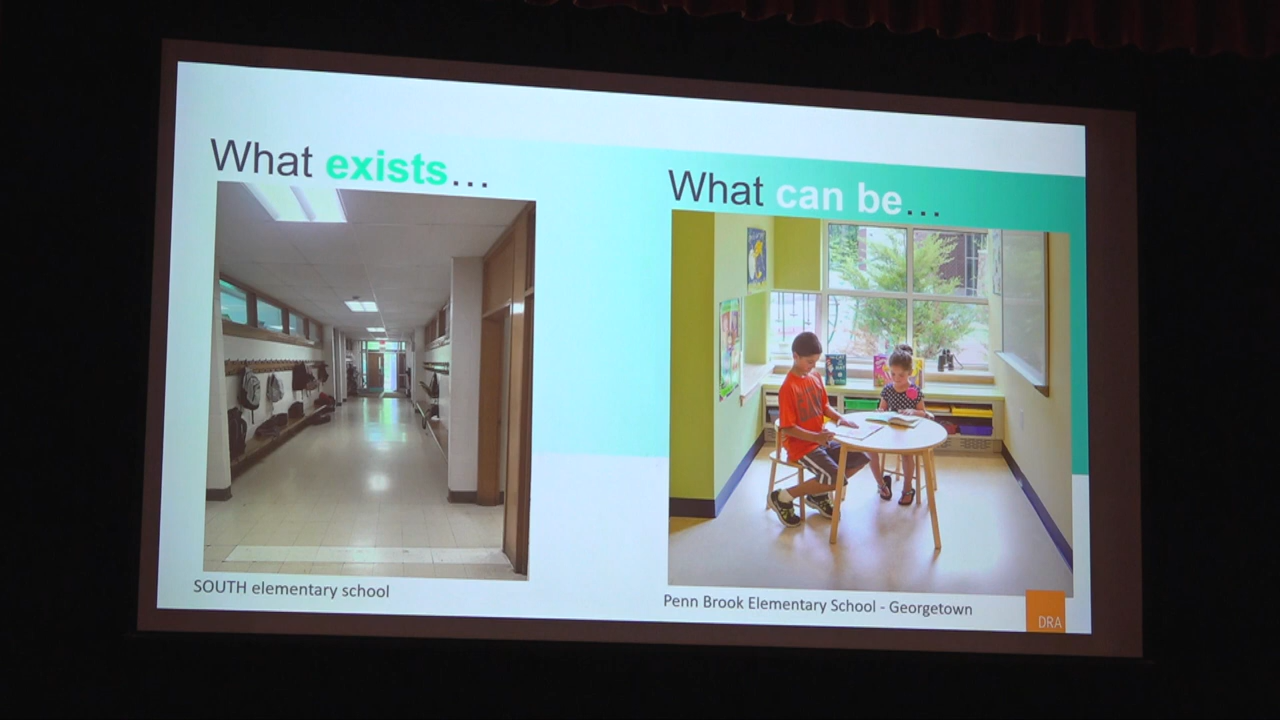 What exists...
What can be...
SOUTH elementary school
Penn Brook Elementary School - Georgetown
DRA